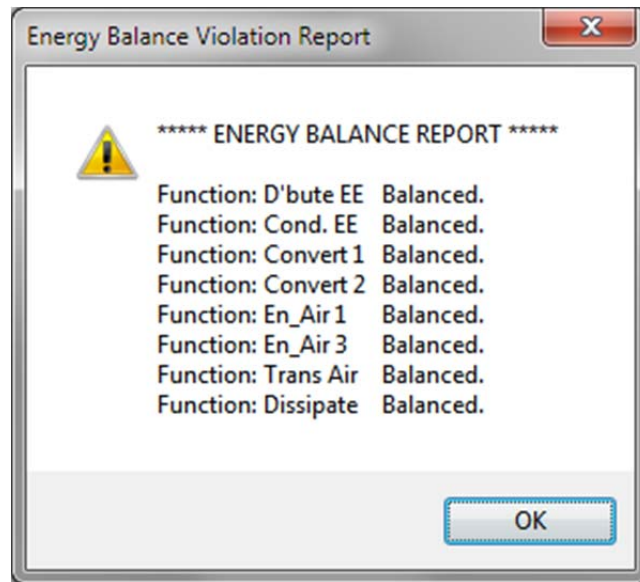 Energy Balance Violation Report
***** ENERGY BALANCE REPORT *****
Function: D'bute EE Balanced.
Function: Cond. EE Balanced.
Function: Convert 1 Balanced.
Function: Convert 2 Balanced.
Function: En_Air 1 Balanced.
Function: En_Air 3 Balanced.
Function: Trans Air Balanced.
Function: Dissipate Balanced.
OK